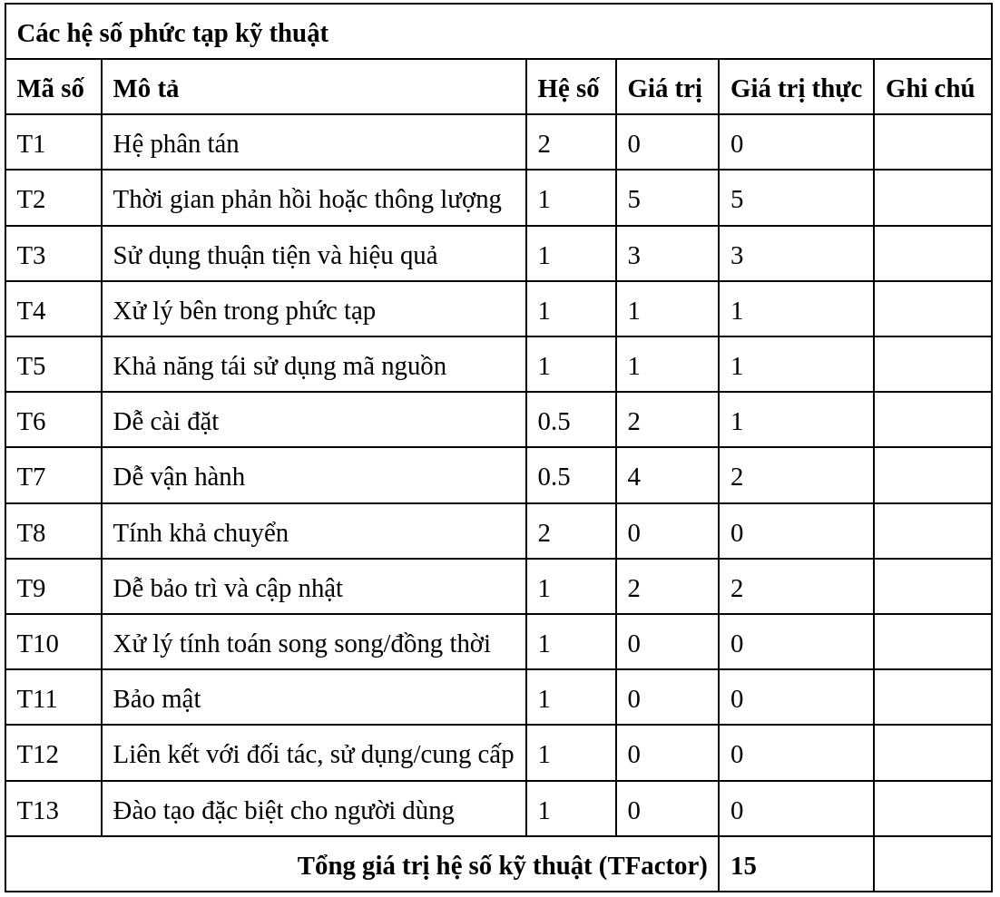 Các hệ số phức tạp kỹ thuật
Mã số Mô tả Hệ số Giá trị Giá trị thực Ghi chú
T1 Hệ phân tán 2 0 0
T2 Thời gian phản hồi hoặc thông lượng 1 5 5
T3 Sử dụng thuận tiện và hiệu quả 1 3 3
T4 Xử lý bên trong phức tạp 1 1 1
T5 Khả năng tái sử dụng mã nguồn 1 1 1
T6 Dễ cài đặt 0.5 2 1
T7 Dễ vận hành 0.5 4 2
T8 Tính khả chuyển 2 0 0
T9 Dễ bảo trì và cập nhật 1 2 2
T10 Xử lý tính toán song song/đồng thời 1 0 0
T11 Bảo mật 1 0 0
T12 Liên kết với đối tác, sử dụng/cung cấp 1 0 0
T13 Đào tạo đặc biệt cho người dùng 1 0 0
Tổng giá trị hệ số kỹ thuật (TFactor) 15